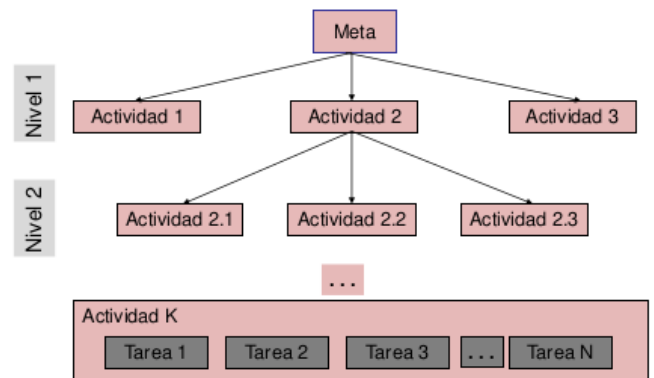 Meta
Nivel 1
Actividad 1
Actividad 2
Actividad 3
Nivel 2
Actividad 2.1
Actividad 2.2
Actividad 2.3
...
Actividad K
Tarea 1
Tarea 2
Tarea 3
...
Tarea N